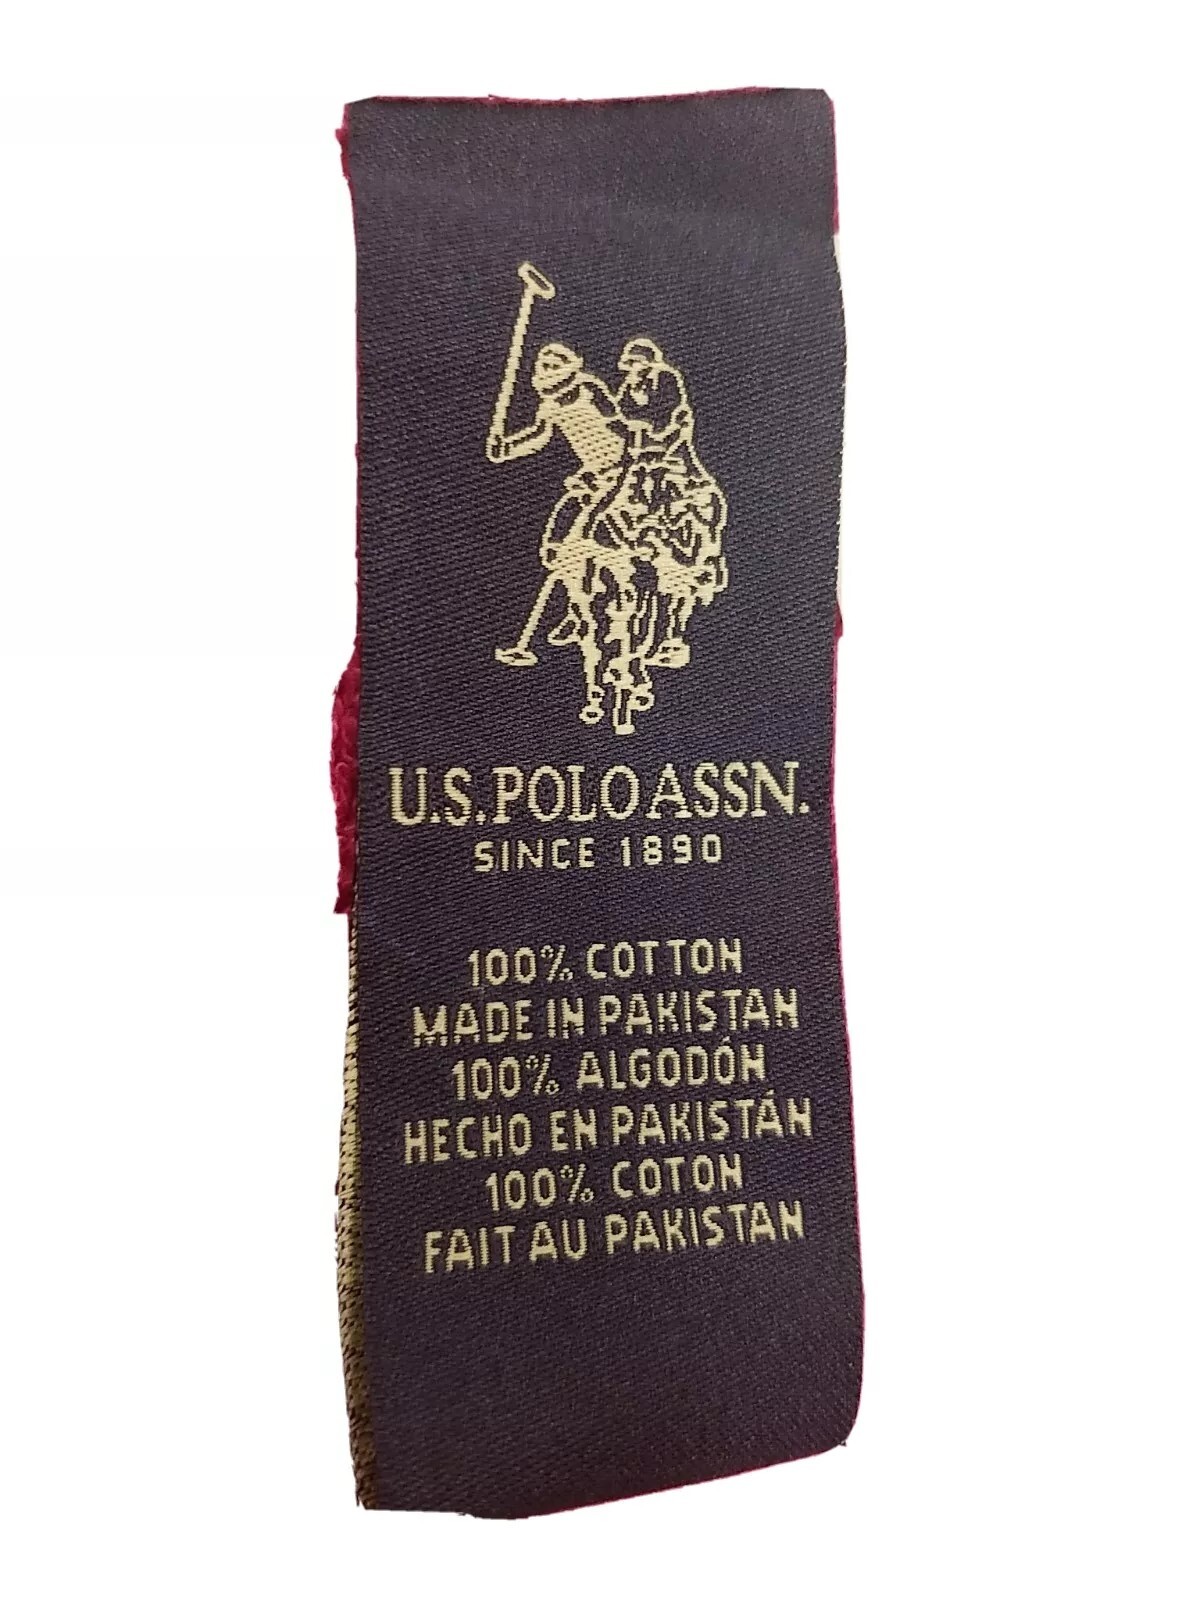 U.S. POLO ASSN.
SINCE 1890
100% COTTON
MADE IN PAKISTAN
100% ALGODÓN
HECHO EN PAKISTÁN
100% COTON
FAIT AU PAKISTAN